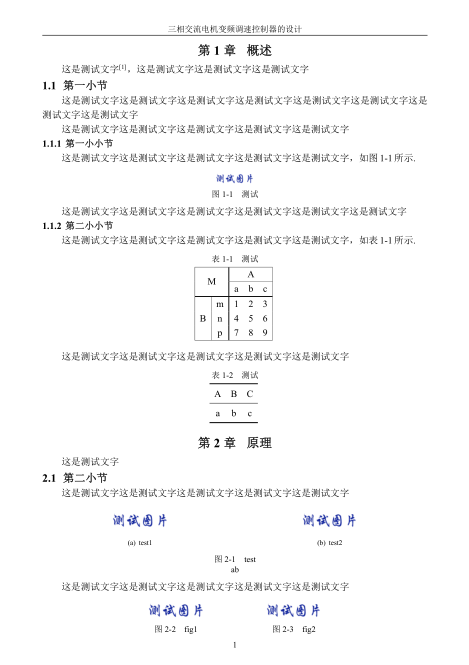 三相交流电机变频调速控制器的设计
第 1 章 概述
这是测试文字[1]，这是测试文字这是测试文字这是测试文字
1.1 第一小节
这是测试文字这是测试文字这是测试文字这是测试文字这是测试文字这是测试文字这是
测试文字这是测试文字
这是测试文字这是测试文字这是测试文字这是测试文字这是测试文字
1.1.1 第一小小节
这是测试文字这是测试文字这是测试文字这是测试文字这是测试文字，如图 1-1 所示.
测试图片
图 1-1 测试
这是测试文字这是测试文字这是测试文字这是测试文字这是测试文字这是测试文字
1.1.2 第二小小节
这是测试文字这是测试文字这是测试文字这是测试文字这是测试文字，如表 1-1 所示.
表 1-1 测试
M A
a b c
m 1 2 3
B n 4 5 6
p 7 8 9
这是测试文字这是测试文字这是测试文字这是测试文字这是测试文字
表 1-2 测试
A B C
a b c
第 2 章 原理
这是测试文字
2.1 第二小节
这是测试文字这是测试文字这是测试文字这是测试文字这是测试文字
测试图片 测试图片
(a) test1 (b) test2
图 2-1 test
ab
这是测试文字这是测试文字这是测试文字这是测试文字这是测试文字
测试图片 测试图片
图 2-2 fig1 图 2-3 fig2
1